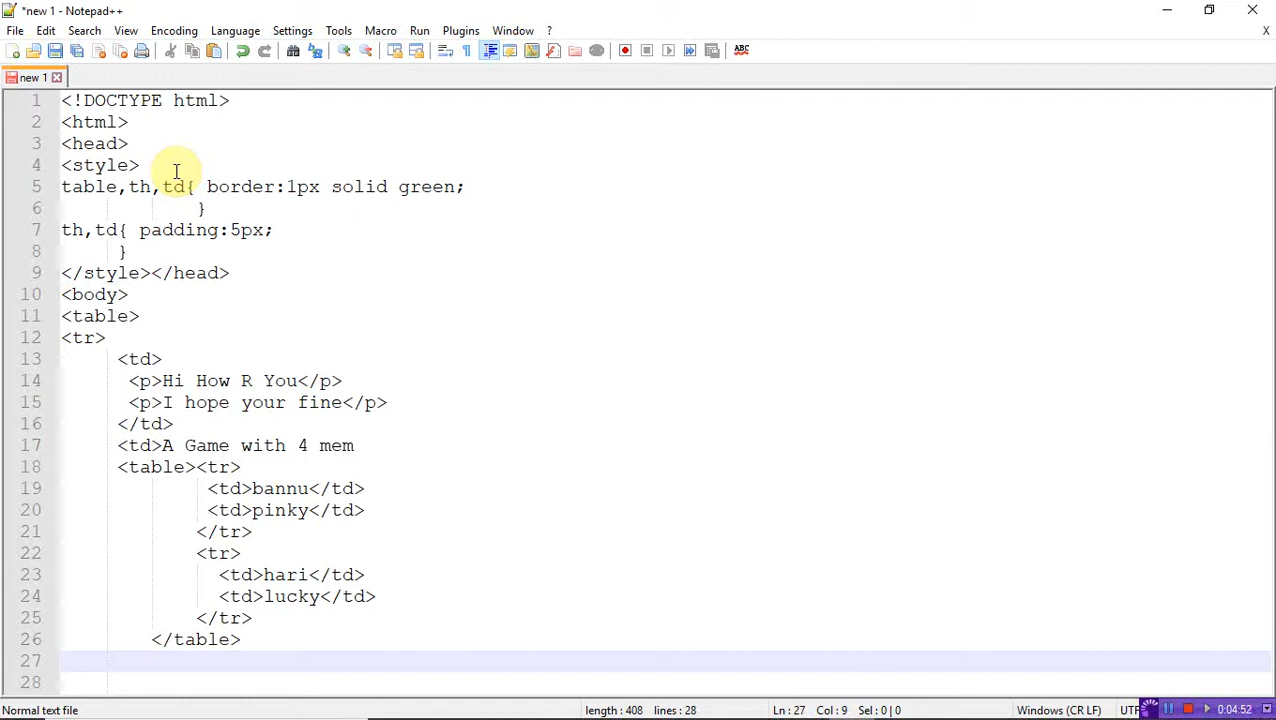 *new 1 - Notepad++
File Edit Search View Encoding Language Settings Tools Macro Run Plugins Window ? X
ABC
new 1
1 <!DOCTYPE html>
2 <html>
3 <head>
4 <style>
5 table,th,td{ border:1px solid green;
6 }
7 th,td{ padding:5px;
8 }
9 </style></head>
10 <body>
11 <table>
12 <tr>
13 <td>
14 <p>Hi How R You</p>
15 <p>I hope your fine</p>
16 </td>
17 <td>A Game with 4 mem
18 <table><tr>
19 <td>bannu</td>
20 <td>pinky</td>
21 </tr>
22 <tr>
23 <td>hari</td>
24 <td>lucky</td>
25 </tr>
26 </table>
27
28
Normal text file length : 408 lines : 28 Ln : 27 Col : 9 Sel : 0 | 0 Windows (CR LF) UTF 0:04:52